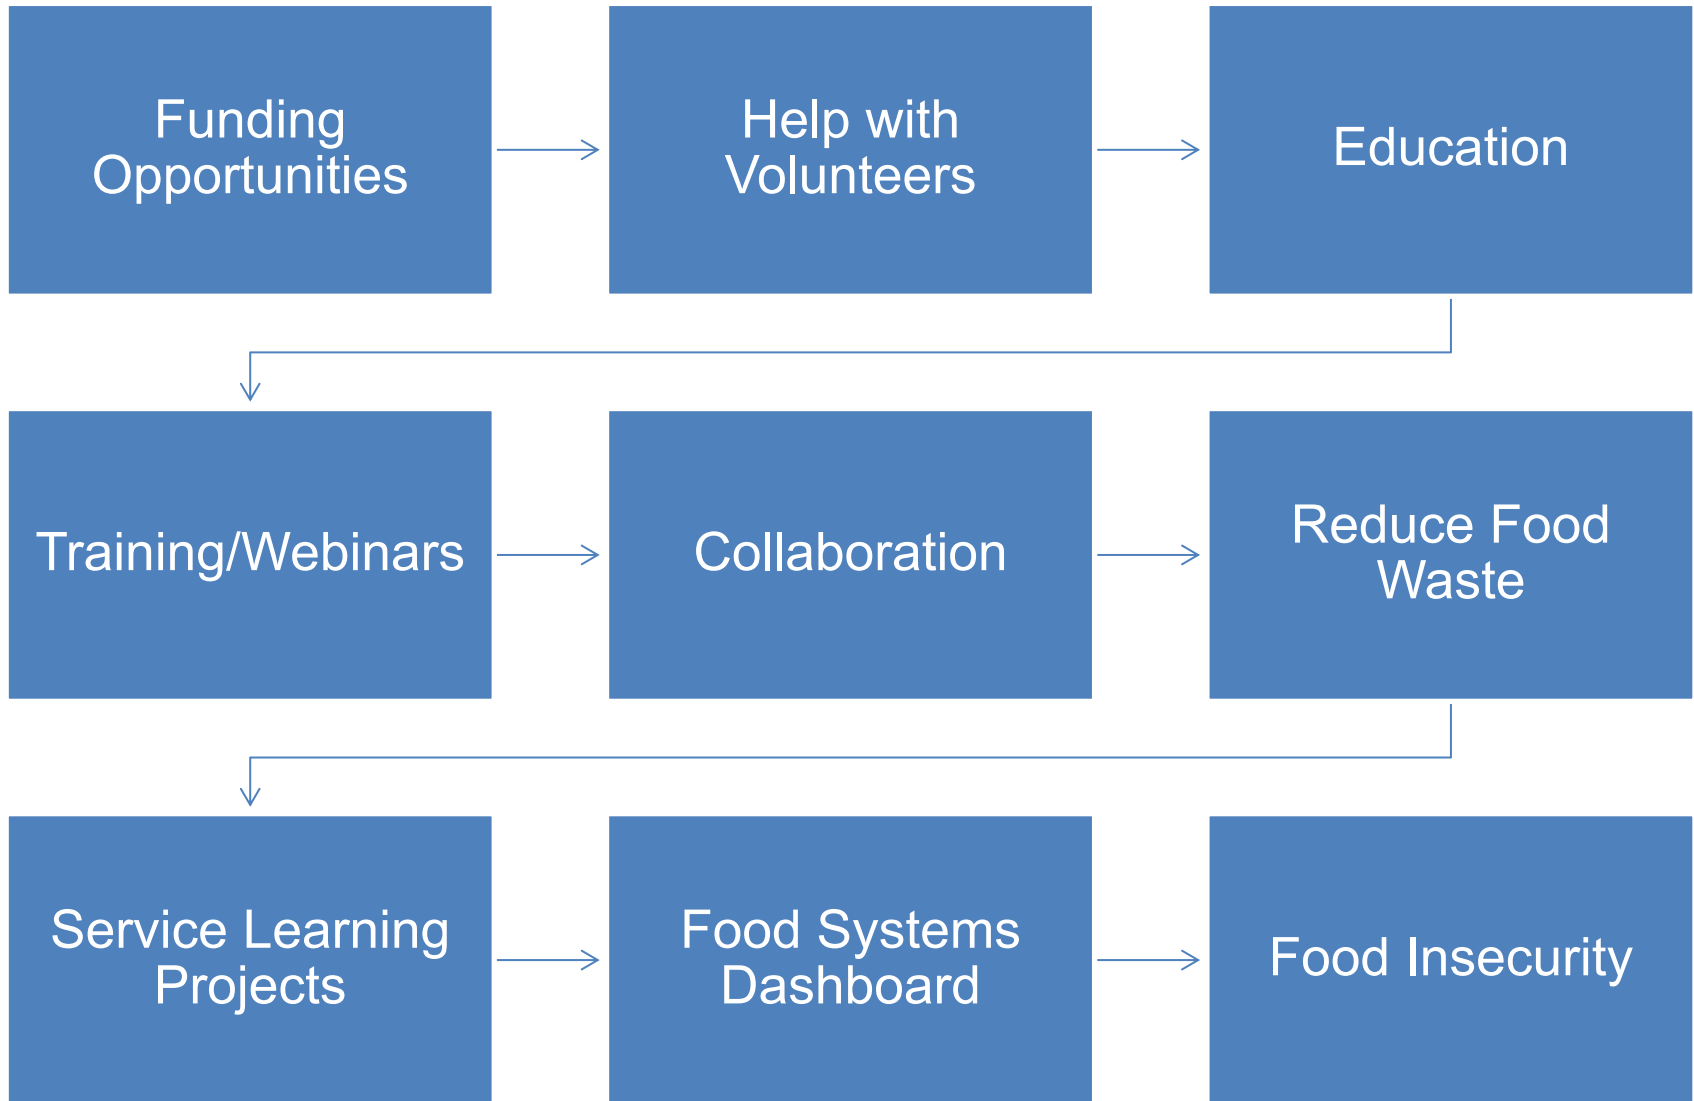 Funding
Opportunities
Help with
Volunteers
Education
Training/Webinars
Collaboration
Reduce Food
Waste
Service Learning
Projects
Food Systems
Dashboard
Food Insecurity